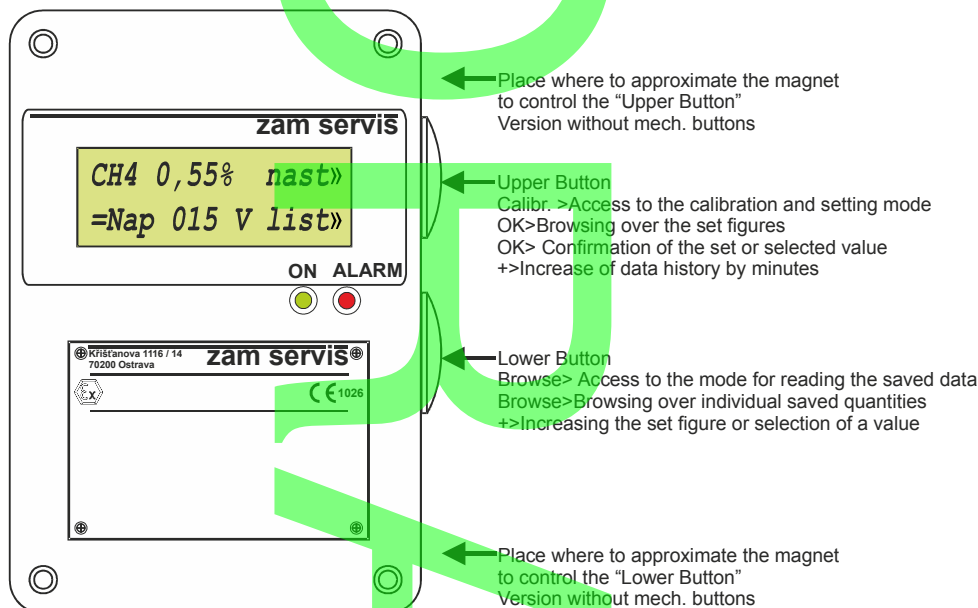 Place where to approximate the magnet
to control the “Upper Button”
Version without mech. buttons
zam servis
CH4 0,55% nast»
=Nap 015 V list»
ON ALARM
Upper Button
Calibr. >Access to the calibration and setting mode
OK>Browsing over the set figures
OK> Confirmation of the set or selected value
+>Increase of data history by minutes
Křišťanova 1116 / 14
70200 Ostrava
zam servis
Ex
CE 1026
Lower Button
Browse> Access to the mode for reading the saved data
Browse>Browsing over individual saved quantities
+>Increasing the set figure or selection of a value
Place where to approximate the magnet
to control the “Lower Button”
Version without mech. buttons